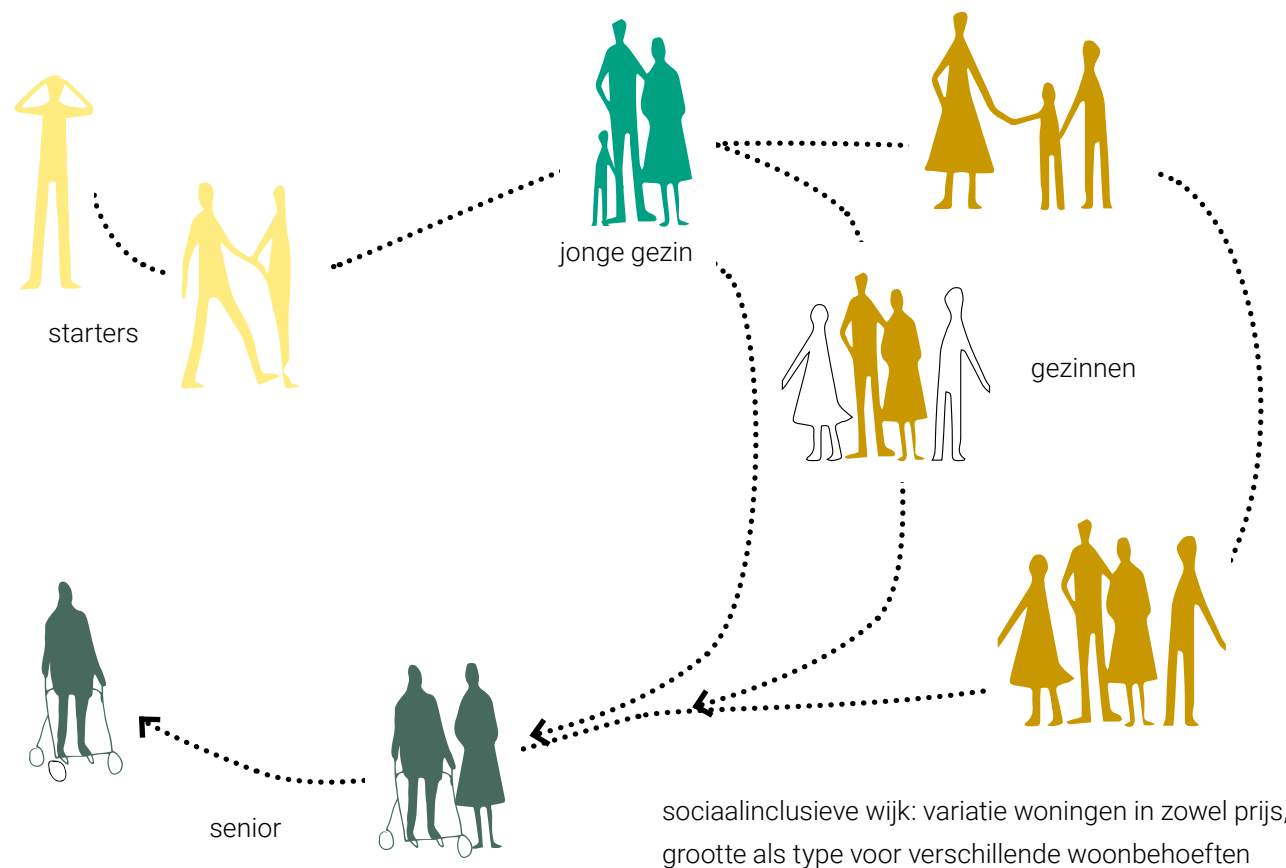 jonge gezin
starters
gezinnen
senior
sociaalinclusieve wijk: variatie woningen in zowel prijs,
grootte als type voor verschillende woonbehoeften